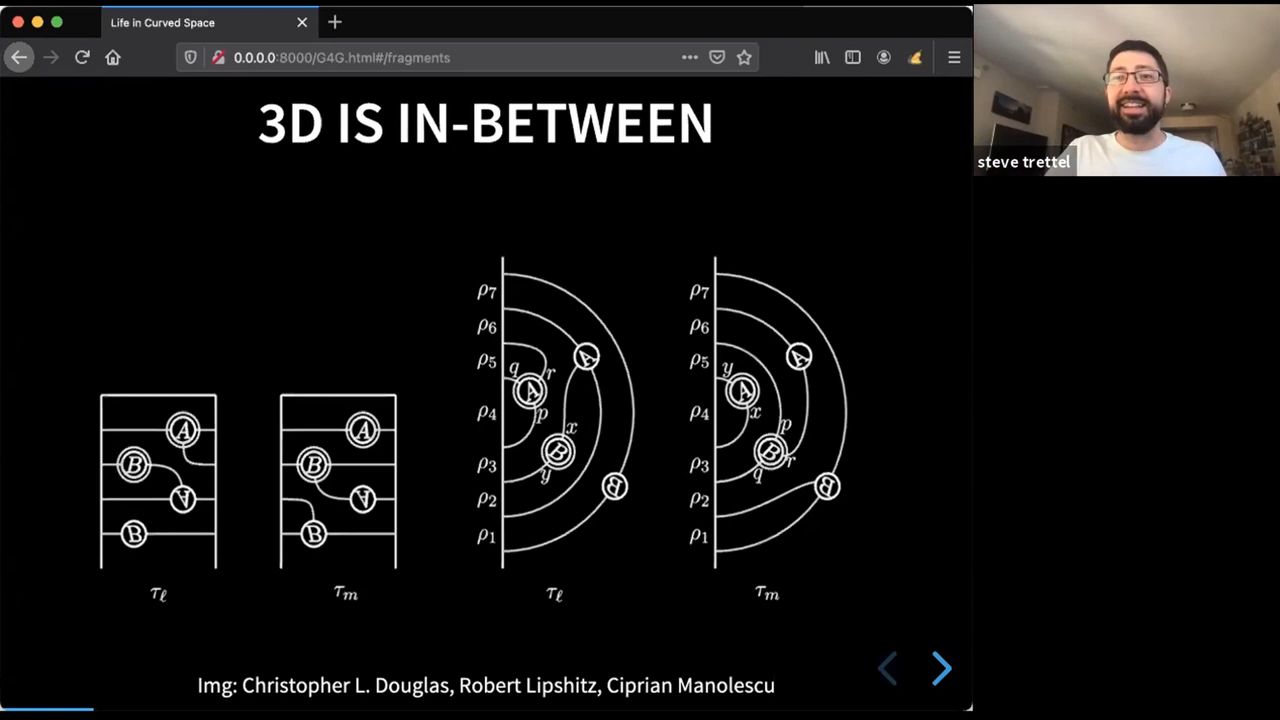 Life in Curved Space
0.0.0.0:8000/G4G.html#/fragments
3D IS IN-BETWEEN
steve trettel
A
B
A
B
τℓ
A
B
A
B
τm
ρ7
ρ6
ρ5
ρ4
ρ3
ρ2
ρ1
q
r
A
p
A
x
B
y
B
τℓ
ρ7
ρ6
ρ5
ρ4
ρ3
ρ2
ρ1
y
A
x
A
p
B
r
q
B
τm
Img: Christopher L. Douglas, Robert Lipshitz, Ciprian Manolescu